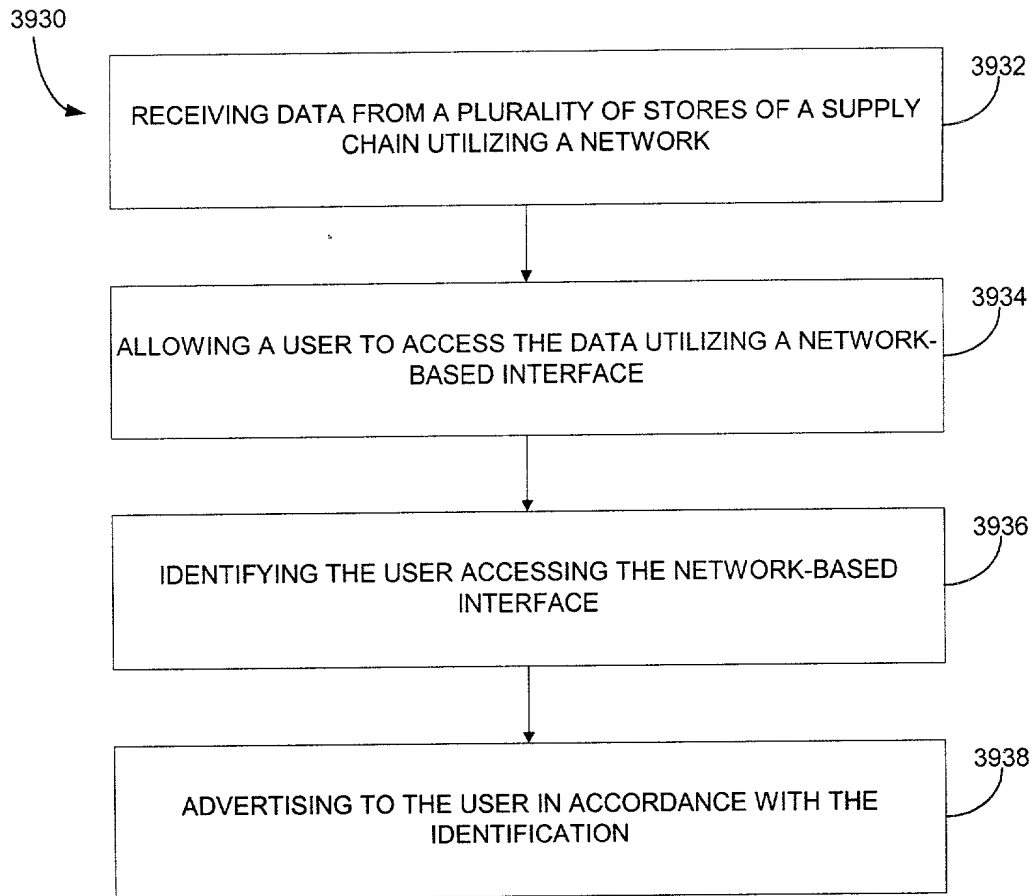 3930
3932
RECEIVING DATA FROM A PLURALITY OF STORES OF A SUPPLY
CHAIN UTILIZING A NETWORK
3934
ALLOWING A USER TO ACCESS THE DATA UTILIZING A NETWORK-
BASED INTERFACE
3936
IDENTIFYING THE USER ACCESSING THE NETWORK-BASED
INTERFACE
3938
ADVERTISING TO THE USER IN ACCORDANCE WITH THE
IDENTIFICATION